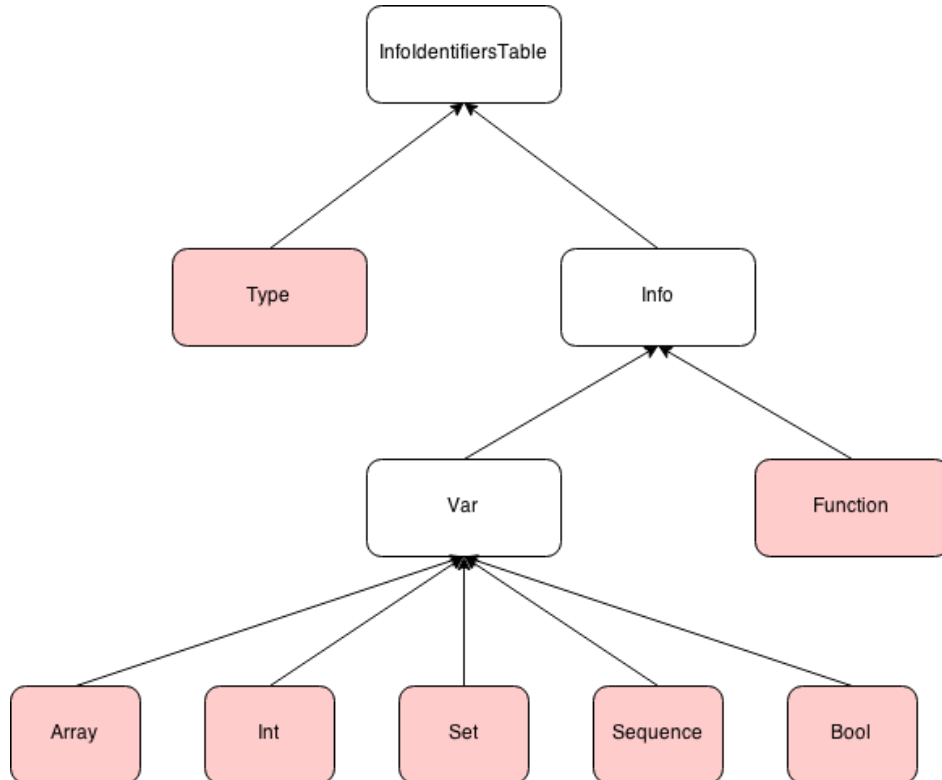 InfoIdentifiersTable
Type
Info
Var
Function
Array
Int
Set
Sequence
Bool